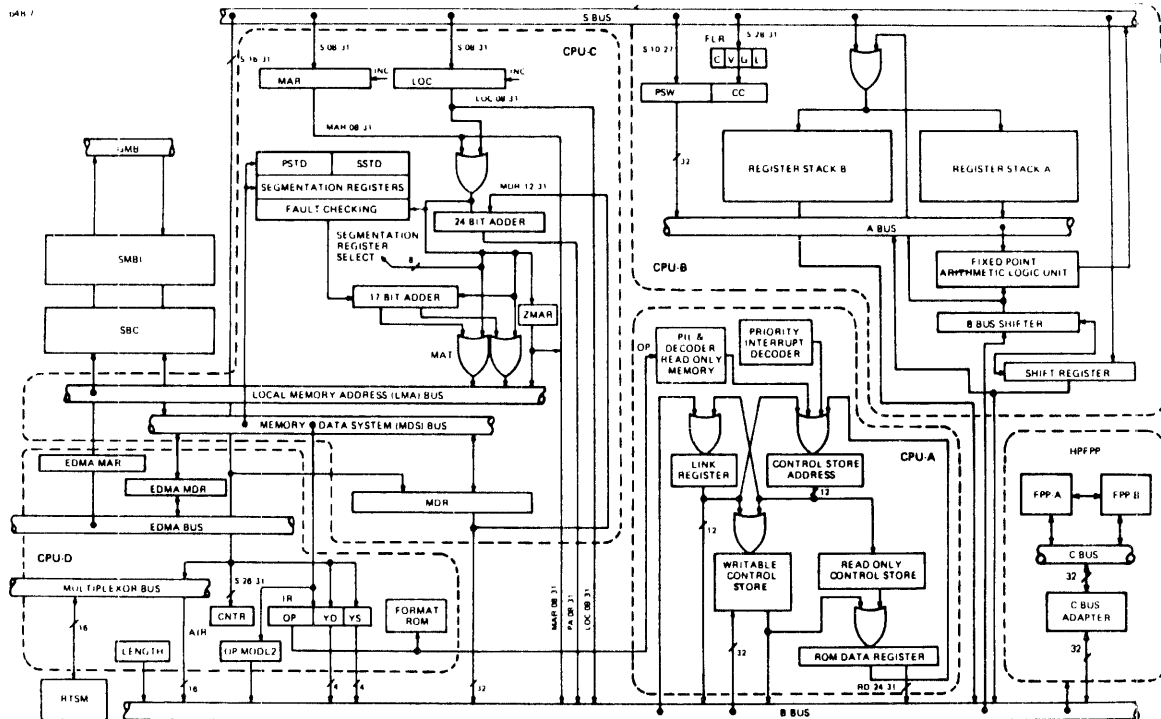 S BUS
S 16 31
S 08 31
S 08 31
CPU-C
INC
INC
MAR
LOC
LOC 08 31
MAR 08 31
S 10 27
FLR
S 28 31
C V G L
PSW
CC
32
REGISTER STACK B
REGISTER STACK A
A BUS
FIXED POINT
ARITHMETIC LOGIC UNIT
CPU-B
B BUS SHIFTER
SHIFT REGISTER
PSTD
SSTD
SEGMENTATION REGISTERS
FAULT CHECKING
MDR 12 31
24 BIT ADDER
SEGMENTATION
REGISTER
SELECT
8
17 BIT ADDER
ZMAR
MAT
SMBI
SBC
LOCAL MEMORY ADDRESS (LMA) BUS
MEMORY DATA SYSTEM (MDS) BUS
EDMA MAR
EDMA MDR
MDR
EDMA BUS
CPU-D
MULTIPLEXOR BUS
16
S 26 31
AIR
CNTR
IR
OP
YD
YS
FORMAT
ROM
LENGTH
OP MODL2
RTSM
16
4
4
32
MAR 08 31
PA 08 31
LOC 08 31
OP
DECODER
READ ONLY
MEMORY
PRIORITY
INTERRUPT
DECODER
CPU-A
LINK
REGISTER
CONTROL STORE
ADDRESS
12
12
WRITABLE
CONTROL
STORE
READ ONLY
CONTROL STORE
32
ROM DATA REGISTER
RD 24 31
HPFPP
FPP-A
FPP-B
C BUS
32
C BUS
ADAPTER
32
B BUS